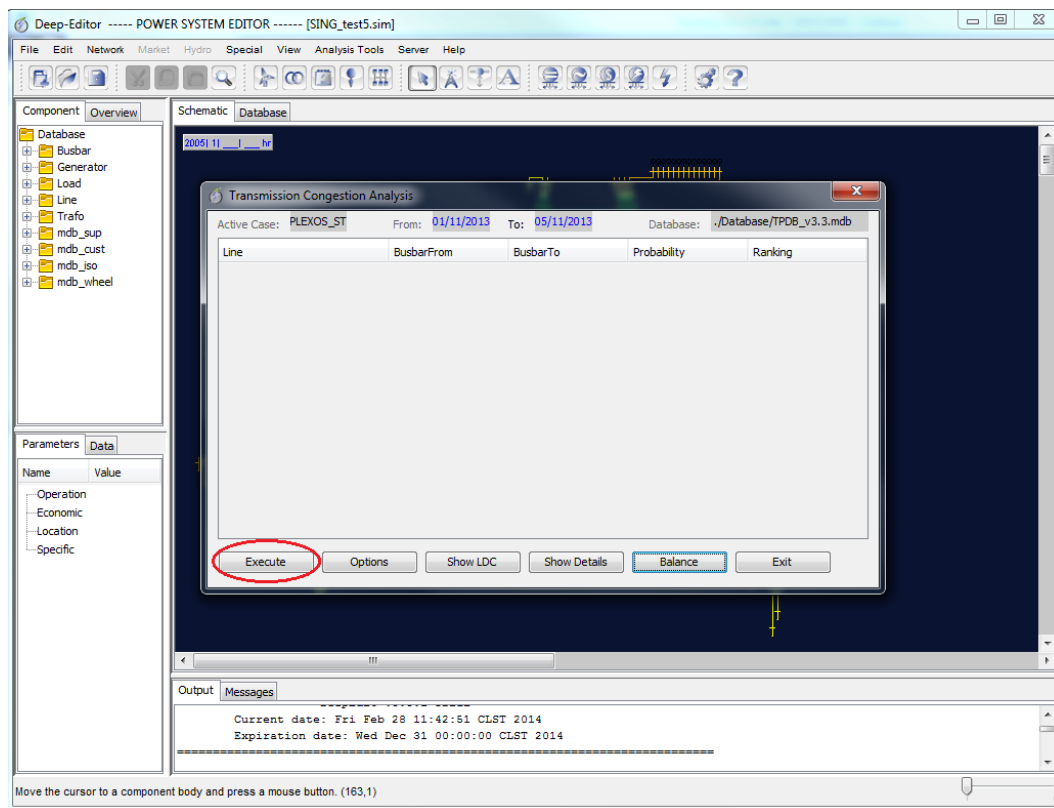 Deep-Editor ----- POWER SYSTEM EDITOR ------ [SING_test5.sim]
File Edit Network Market Hydro Special View Analysis Tools Server Help
Component Overview
Database
Busbar
Generator
Load
Line
Trafo
mdb_sup
mdb_cust
mdb_iso
mdb_wheel
Schematic Database
2005| 1| ___| ___ hr
Transmission Congestion Analysis
Active Case: PLEXOS_ST From: 01/11/2013 To: 05/11/2013 Database: ./Database/TPDB_v3.3.mdb
Line BusbarFrom BusbarTo Probability Ranking
Execute Options Show LDC Show Details Balance Exit
Parameters Data
Name Value
Operation
Economic
Location
Specific
Output Messages
Current date: Fri Feb 28 11:42:51 CLST 2014
Expiration date: Wed Dec 31 00:00:00 CLST 2014
Move the cursor to a component body and press a mouse button. (163,1)